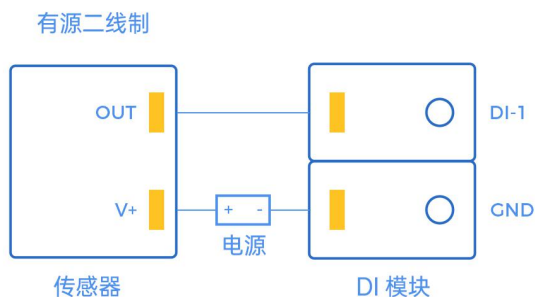 有源二线制
OUT
DI-1
V+
+ -
GND
电源
传感器
DI 模块